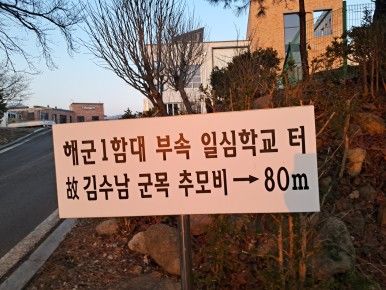 해군1함대 부속 일심학교 터
故 김수남 군목 추모비→80m